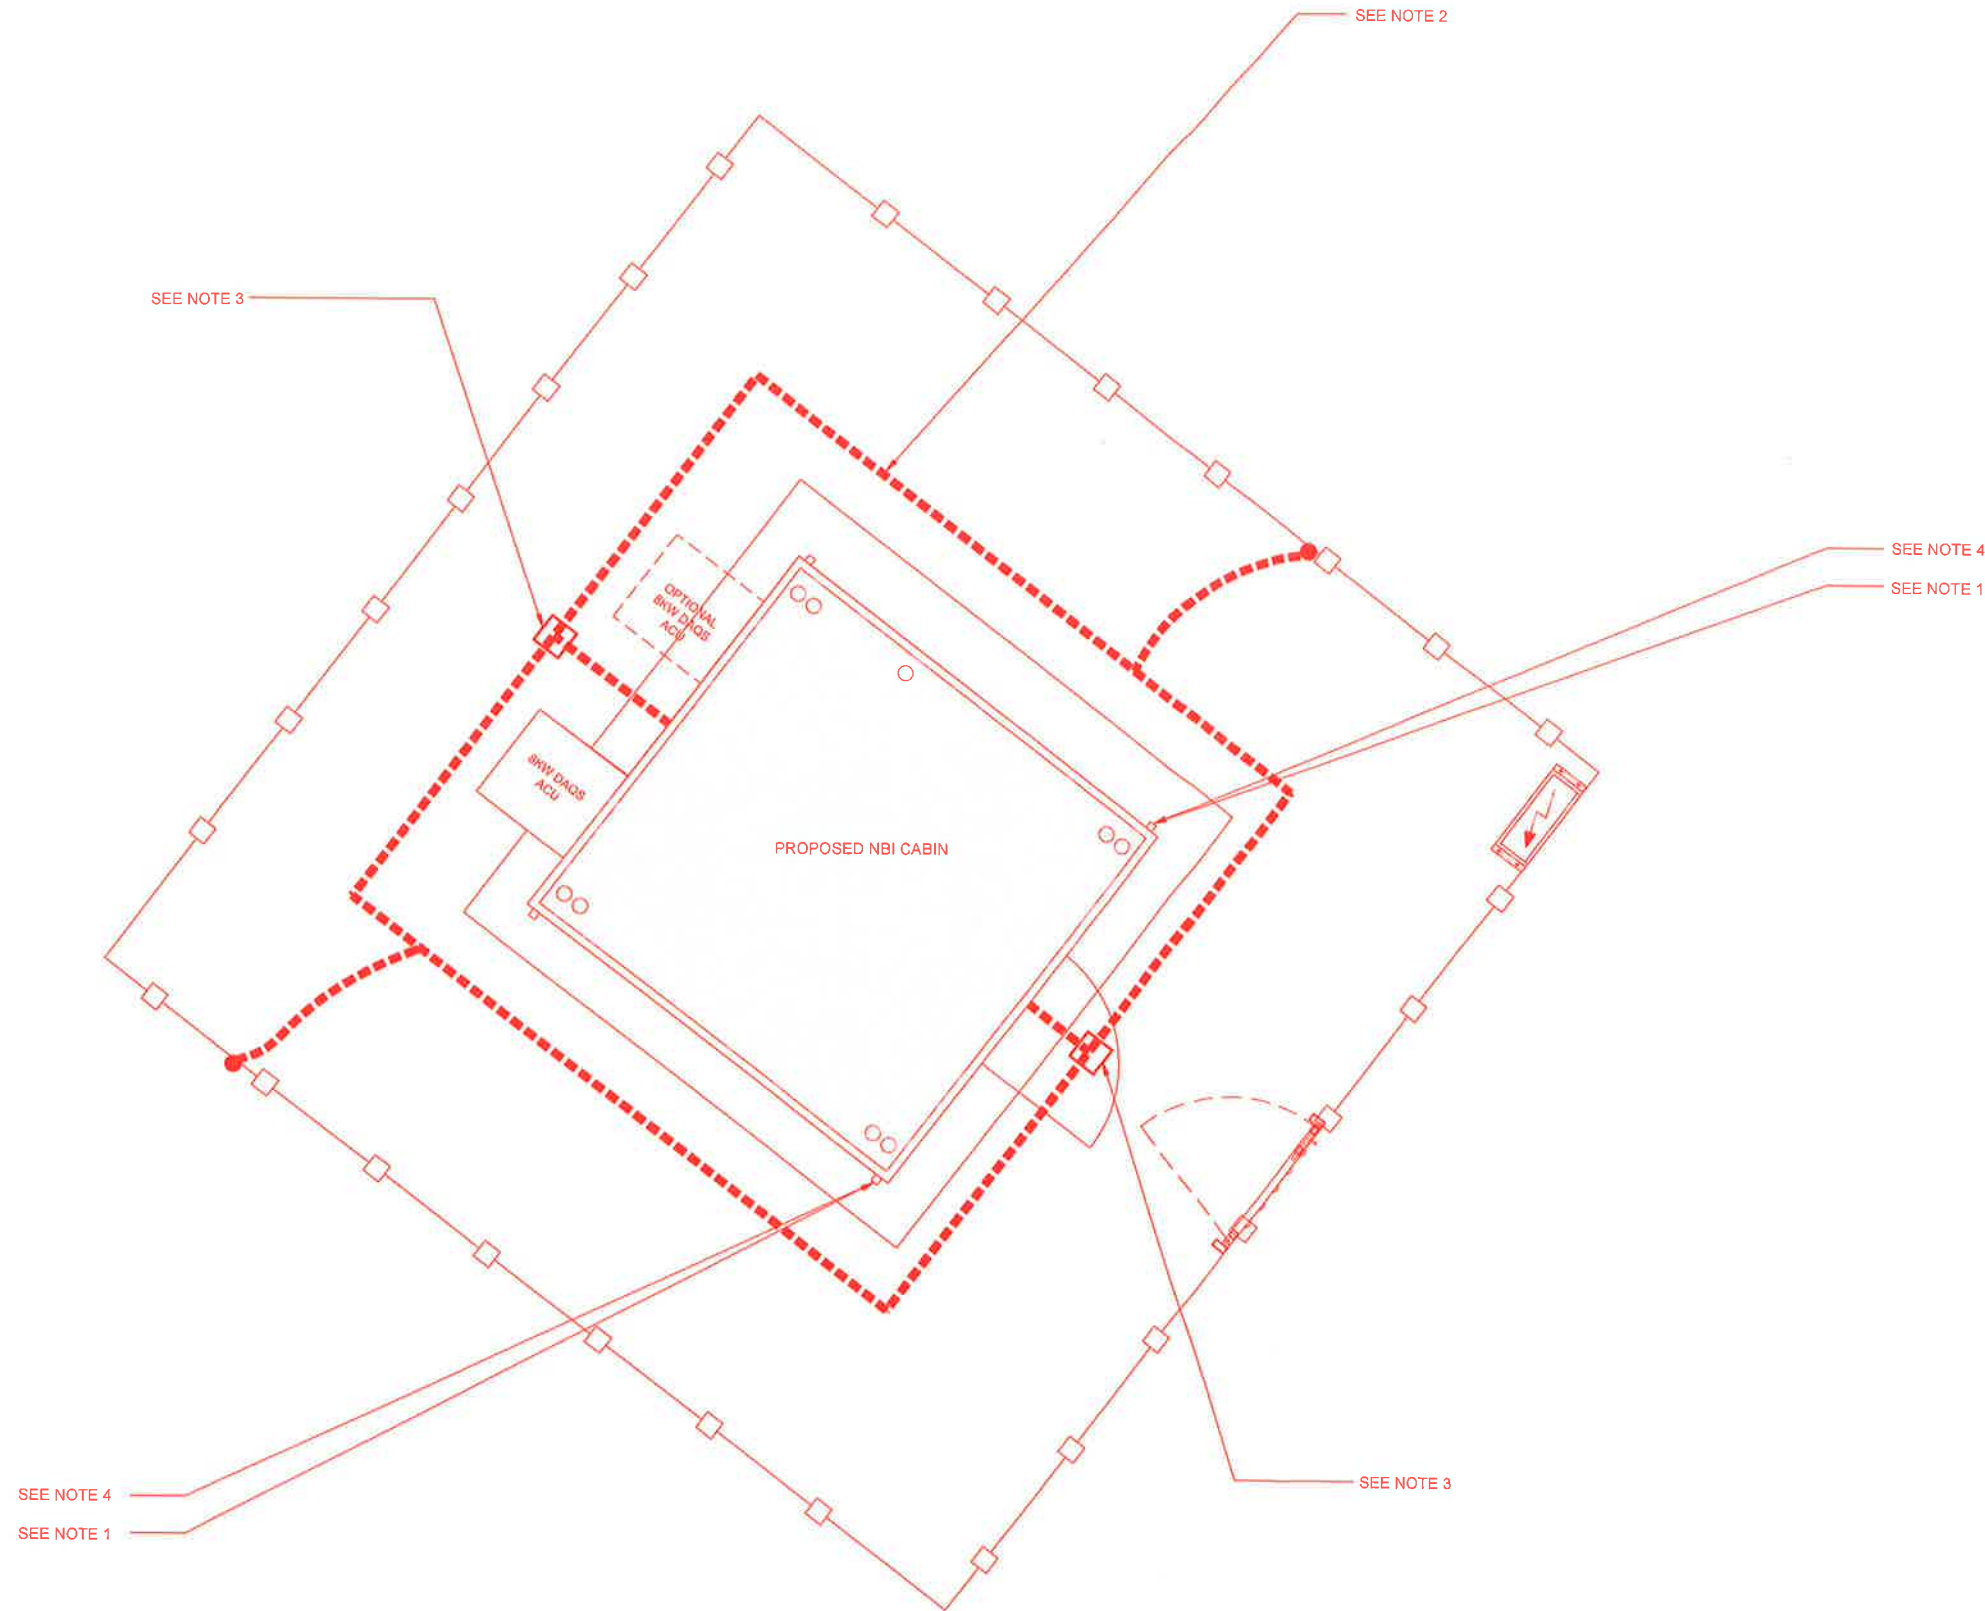 SEE NOTE 2
SEE NOTE 3
SEE NOTE 4
SEE NOTE 1
OPTIONAL
8KW DAQS
ACU
8KW DAQS
ACU
PROPOSED NBI CABIN
SEE NOTE 4
SEE NOTE 1
SEE NOTE 3